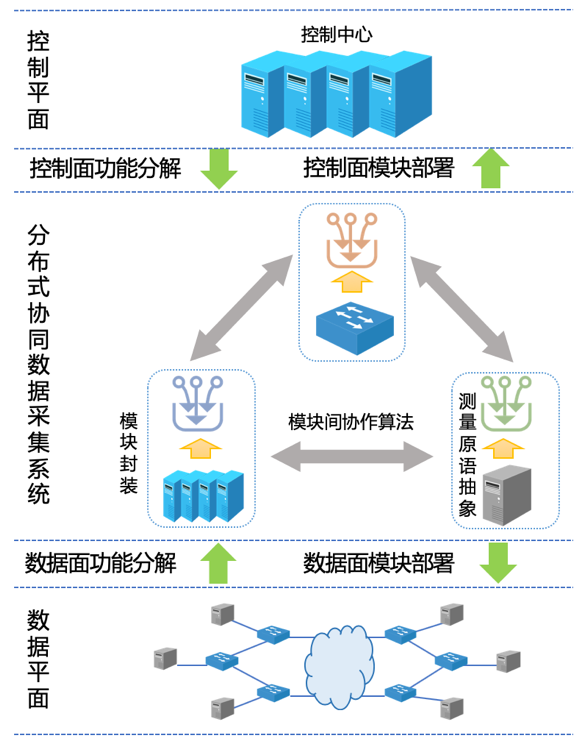 控制平面
控制中心
控制面功能分解
控制面模块部署
分布式协同数据采集系统
模块封装
模块间协作算法
测量原语抽象
数据面功能分解
数据面模块部署
数据平面